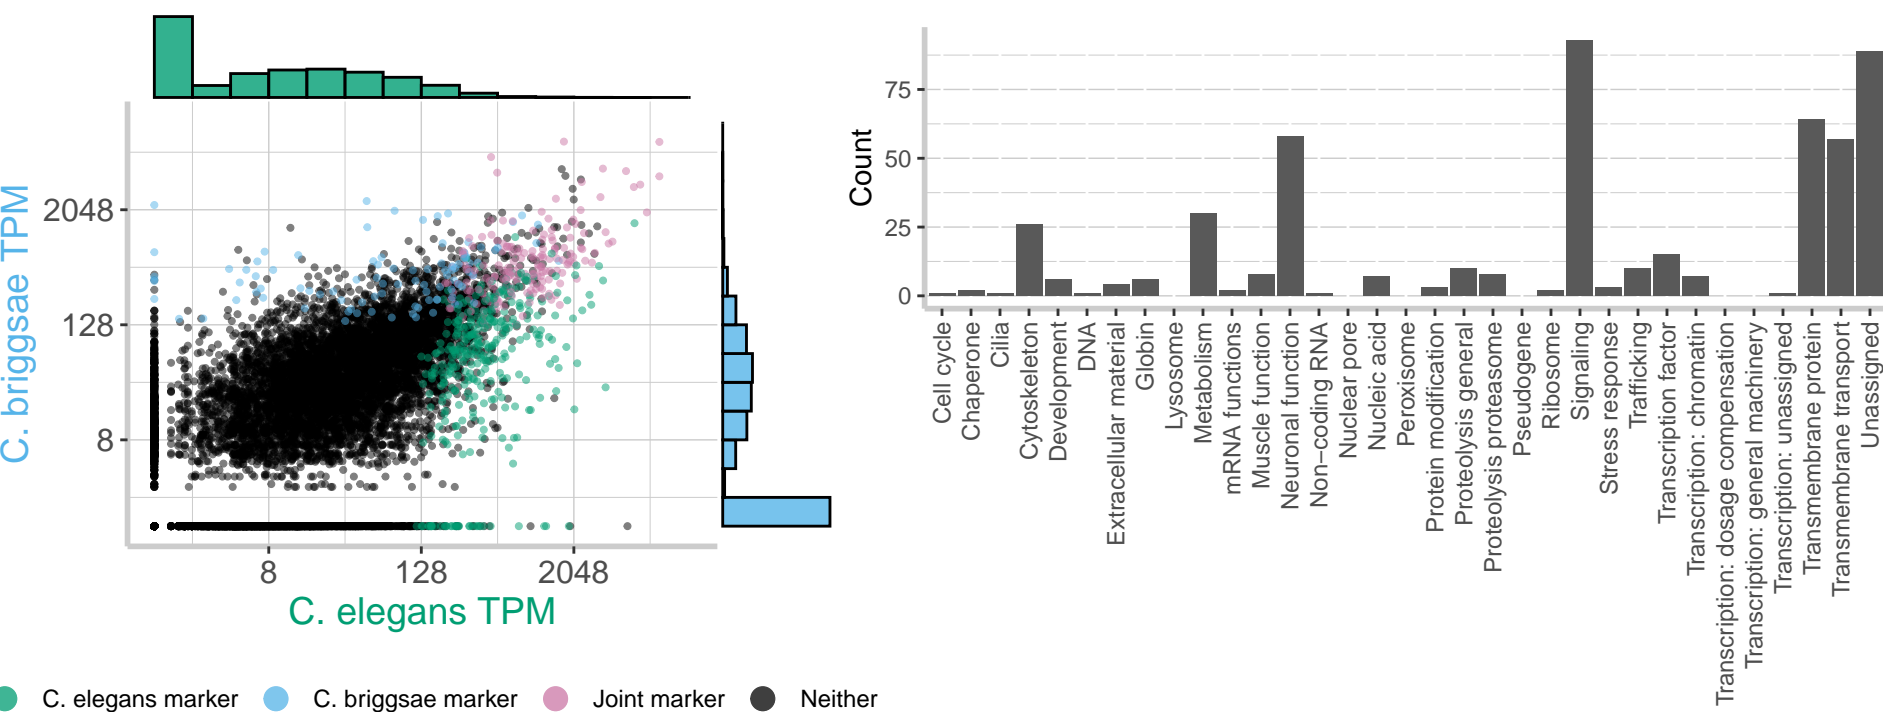 C. briggsae TPM
2048
128
8
8
128
2048
C. elegans TPM
C. elegans marker
C. briggsae marker
Joint marker
Neither
Count
75
50
25
0
Cell cycle
Chaperone
Cilia
Cytoskeleton
Development
DNA
Extracellular material
Globin
Lysosome
Metabolism
mRNA functions
Muscle function
Neuronal function
Non−coding RNA
Nuclear pore
Nucleic acid
Peroxisome
Protein modification
Proteolysis general
Proteolysis proteasome
Pseudogene
Ribosome
Signaling
Stress response
Trafficking
Transcription factor
Transcription: chromatin
Transcription: dosage compensation
Transcription: general machinery
Transcription: unassigned
Transmembrane protein
Transmembrane transport
Unassigned